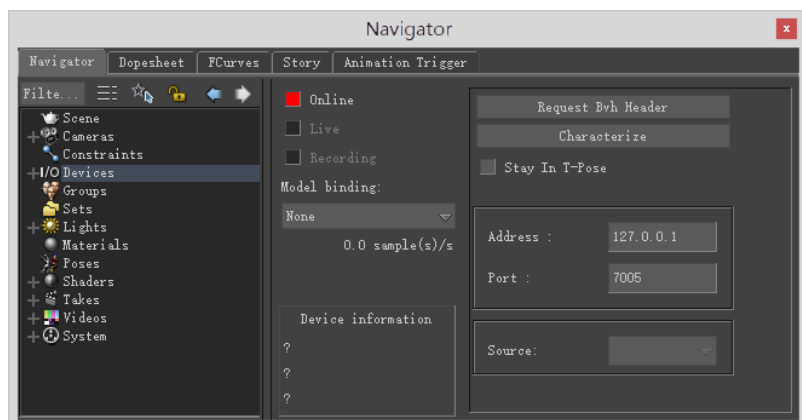 Navigator
Navigator Dopesheet FCurves Story Animation Trigger
Filte...
Scene
Cameras
Constraints
I/O Devices
Groups
Sets
Lights
Materials
Poses
Shaders
Takes
Videos
System
Online
Live
Recording
Model binding:
None
0.0 sample(s)/s
Device information
?
?
?
Request Bvh Header
Characterize
Stay In T-Pose
Address : 127.0.0.1
Port : 7005
Source: